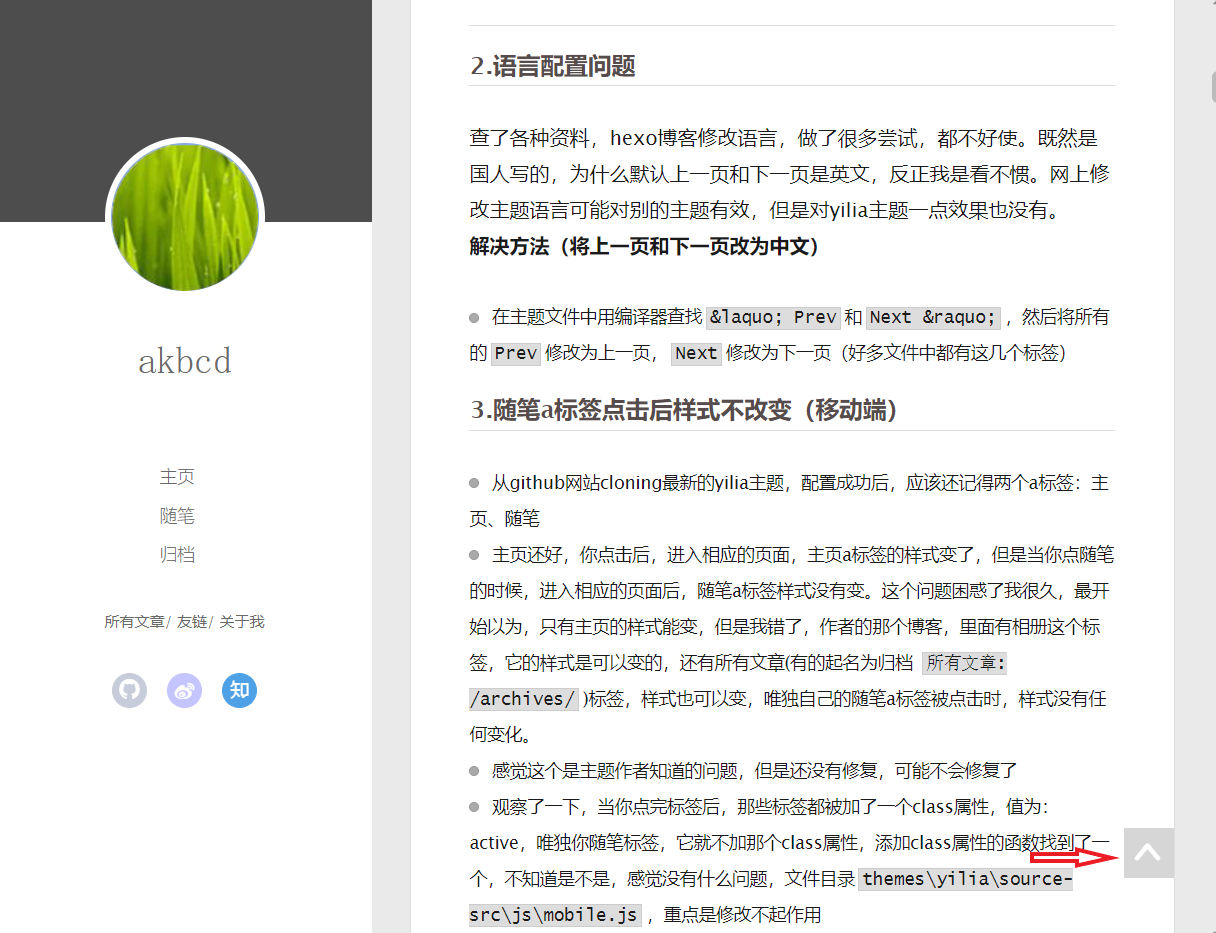 akbcd
主页
随笔
归档
所有文章/ 友链/ 关于我
知
2.语言配置问题
查了各种资料，hexo博客修改语言，做了很多尝试，都不好使。既然是
国人写的，为什么默认上一页和下一页是英文，反正我是看不惯。网上修
改主题语言可能对别的主题有效，但是对yilia主题一点效果也没有。
解决方法（将上一页和下一页改为中文）
在主题文件中用编译器查找 &laquo; Prev 和 Next &raquo; ，然后将所有
的 Prev 修改为上一页， Next 修改为下一页（好多文件中都有这几个标签）
3.随笔a标签点击后样式不改变（移动端）
从github网站cloning最新的yilia主题，配置成功后，应该还记得两个a标签：主
页、随笔
主页还好，你点击后，进入相应的页面，主页a标签的样式变了，但是当你点随笔
的时候，进入相应的页面后，随笔a标签样式没有变。这个问题困惑了我很久，最开
始以为，只有主页的样式能变，但是我错了，作者的那个博客，里面有相册这个标
签，它的样式是可以变的，还有所有文章(有的起名为归档 所有文章:
/archives/ )标签，样式也可以变，唯独自己的随笔a标签被点击时，样式没有任
何变化。
感觉这个是主题作者知道的问题，但是还没有修复，可能不会修复了
观察了一下，当你点完标签后，那些标签都被加了一个class属性，值为：
active，唯独你随笔标签，它就不加那个class属性，添加class属性的函数找到了一
个，不知道是不是，感觉没有什么问题，文件目录 themes\yilia\source-
src\js\mobile.js ，重点是修改不起作用